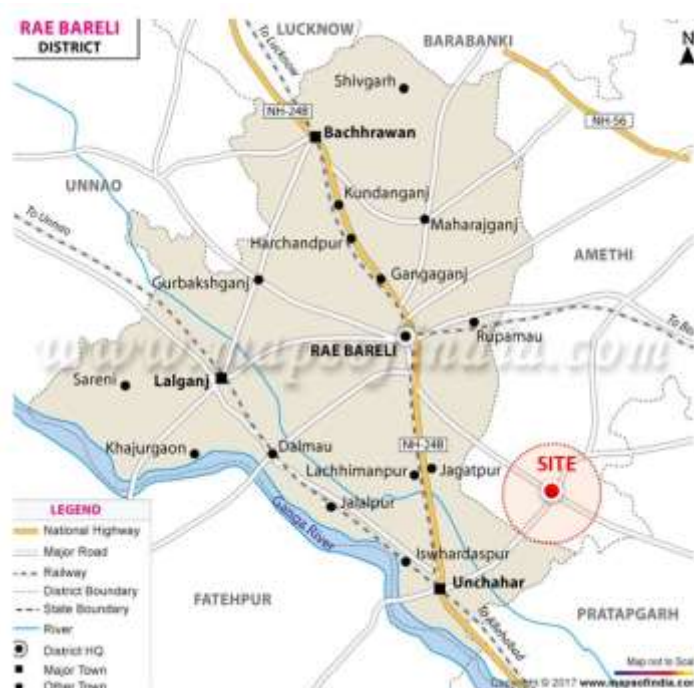 RAE BARELI
DISTRICT
LUCKNOW
BARABANKI
N
To Lucknow
Shivgarh
NH-24B
Bachhrawan
NH-56
UNNAO
Kundanganj
Maharajganj
To Unnao
Harchandpur
AMETHI
Gurbakshganj
Gangaganj
RAE BARELI
Rupamau
www.mapsofindia.com
Sareni
Lalganj
Khajurgaon
Dalmau
NH-24B
SITE
Lachhimanpur
Jagatpur
LEGEND
Jalalpur
National Highway
Ganga River
Major Road
Railway
Iswhardaspur
District Boundary
Unchahar
State Boundary
FATEHPUR
To Allahabad
PRATAPGARH
River
District HQ
Major Town
Map not to Scal
Other Town
Copyright © 2017 www.mapsofindia.com